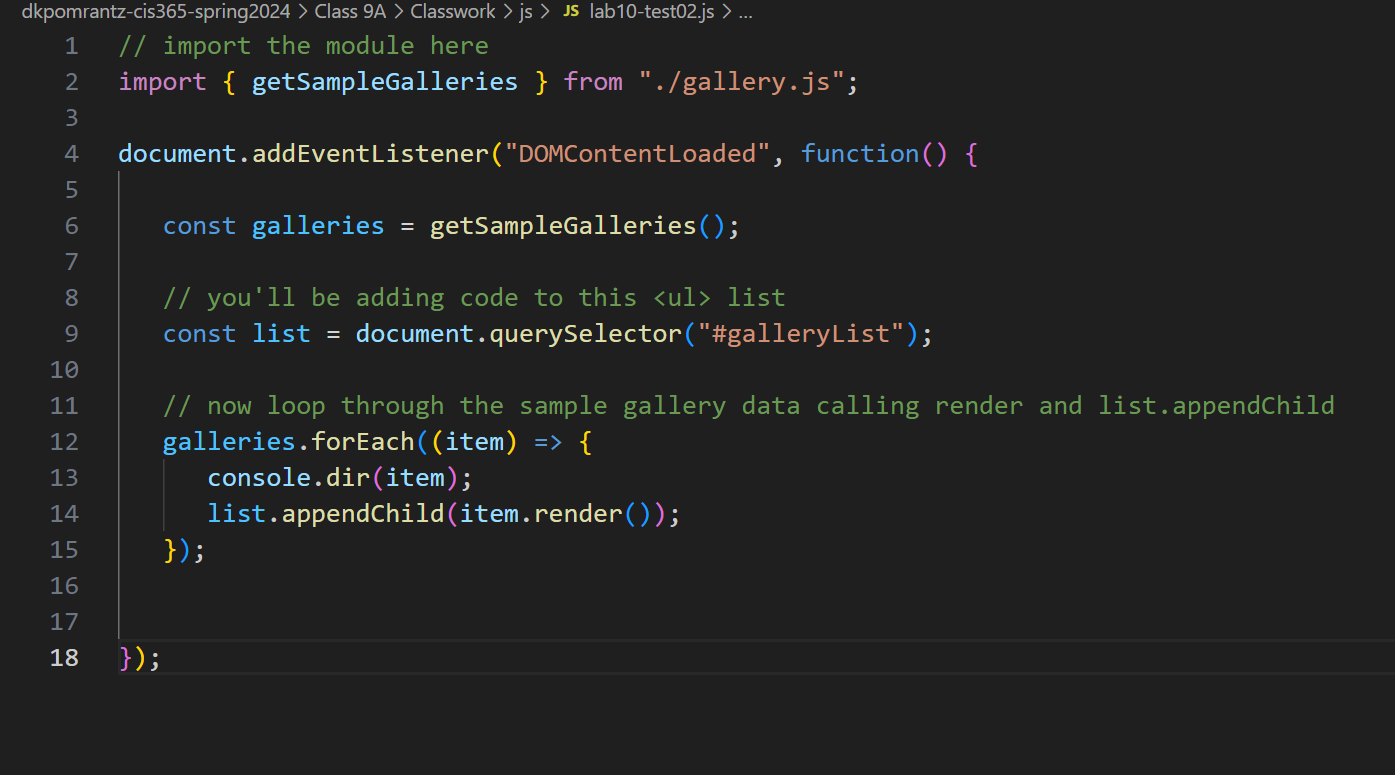 dkpomrantz-cis365-spring2024 > Class 9A > Classwork > js > JS lab10-test02.js > ...
1 // import the module here
2 import { getSampleGalleries } from "./gallery.js";
3
4 document.addEventListener("DOMContentLoaded", function() {
5
6    const galleries = getSampleGalleries();
7
8    // you'll be adding code to this <ul> list
9    const list = document.querySelector("#galleryList");
10
11    // now loop through the sample gallery data calling render and list.appendChild
12    galleries.forEach((item) => {
13       console.dir(item);
14       list.appendChild(item.render());
15    });
16
17
18 });